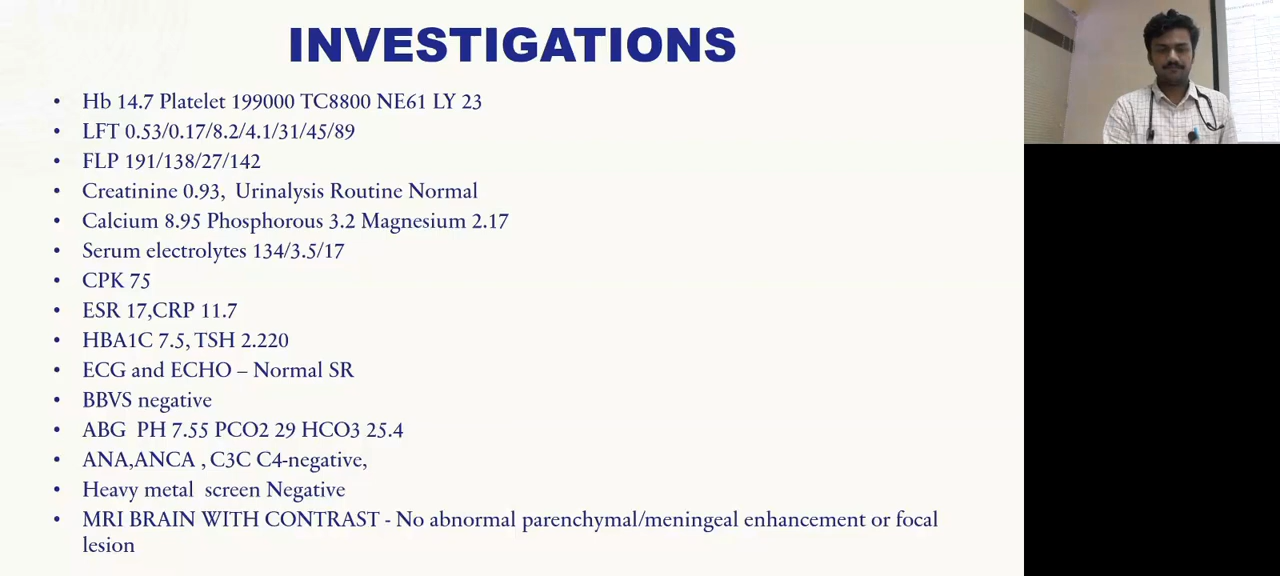 INVESTIGATIONS
• Hb 14.7 Platelet 199000 TC8800 NE61 LY 23
• LFT 0.53/0.17/8.2/4.1/31/45/89
• FLP 191/138/27/142
• Creatinine 0.93, Urinalysis Routine Normal
• Calcium 8.95 Phosphorous 3.2 Magnesium 2.17
• Serum electrolytes 134/3.5/17
• CPK 75
• ESR 17,CRP 11.7
• HBA1C 7.5, TSH 2.220
• ECG and ECHO – Normal SR
• BBVS negative
• ABG PH 7.55 PCO2 29 HCO3 25.4
• ANA,ANCA , C3C C4-negative,
• Heavy metal screen Negative
• MRI BRAIN WITH CONTRAST - No abnormal parenchymal/meningeal enhancement or focal
lesion